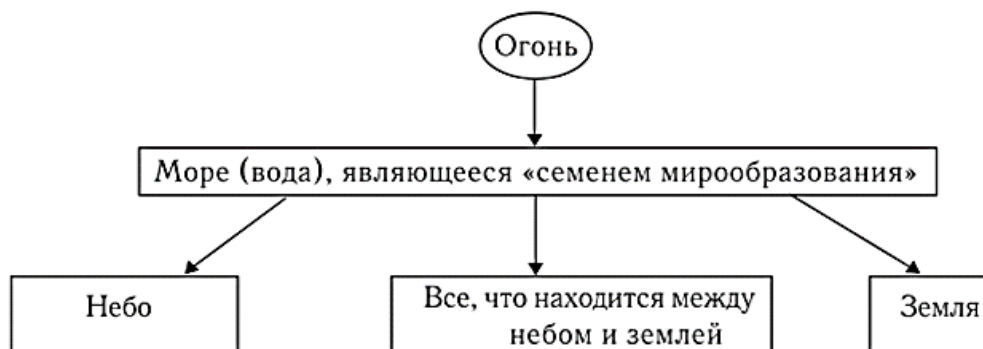 Огонь
Море (вода), являющееся «семенем мирообразования»
Небо
Все, что находится между
небом и землей
Земля